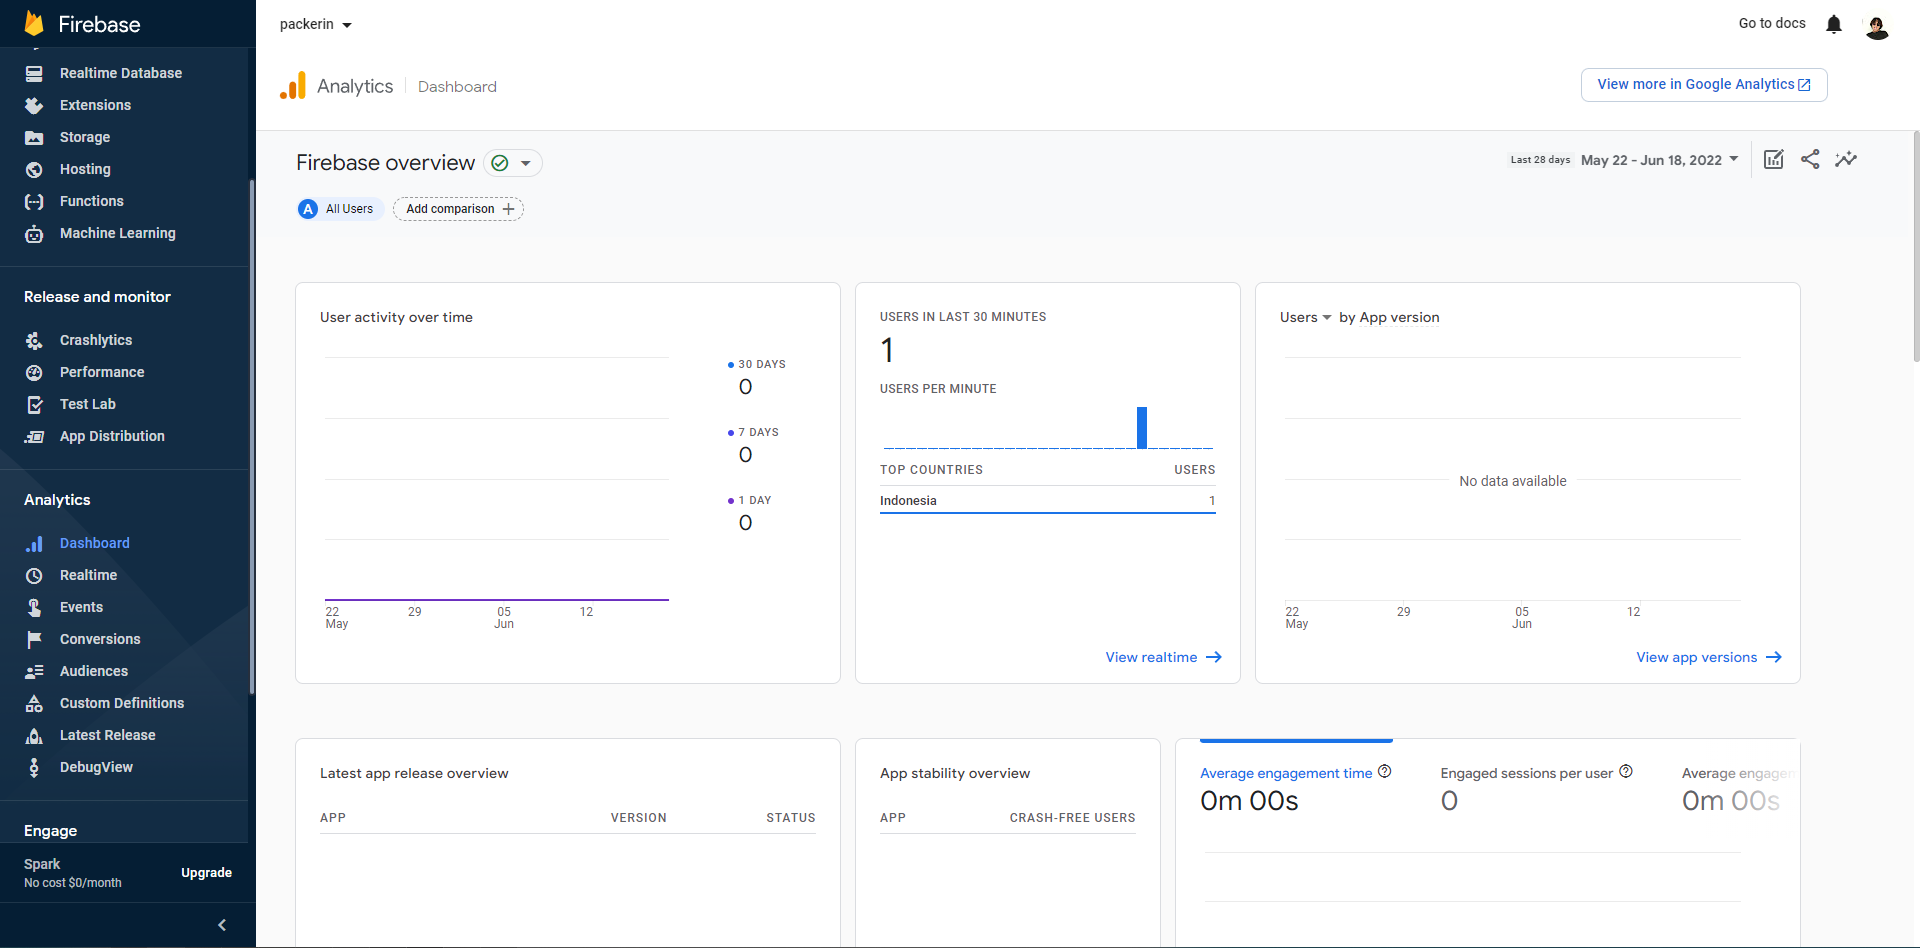 Firebase
Realtime Database
Extensions
Storage
Hosting
Functions
Machine Learning
Release and monitor
Crashlytics
Performance
Test Lab
App Distribution
Analytics
Dashboard
Realtime
Events
Conversions
Audiences
Custom Definitions
Latest Release
DebugView
Engage
Spark
No cost $0/month
Upgrade
packerin
Go to docs
Analytics
Dashboard
View more in Google Analytics
Firebase overview
Last 28 days May 22 - Jun 18, 2022
A All Users
Add comparison
User activity over time
30 DAYS
0
7 DAYS
0
1 DAY
0
22 29 05 12
May Jun
USERS IN LAST 30 MINUTES
1
USERS PER MINUTE
TOP COUNTRIES USERS
Indonesia 1
View realtime
Users by App version
No data available
22 29 05 12
May Jun
View app versions
Latest app release overview
APP VERSION STATUS
App stability overview
APP CRASH-FREE USERS
Average engagement time
0m 00s
Engaged sessions per user
0
Average engagen
0m 00s